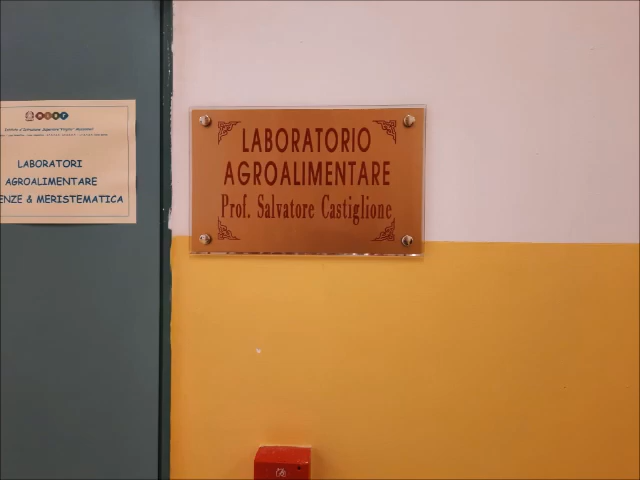 LABORATORI
AGROALIMENTARE
ENZE & MERISTEMATICA
LABORATORIO
AGROALIMENTARE
Prof. Salvatore Castiglione